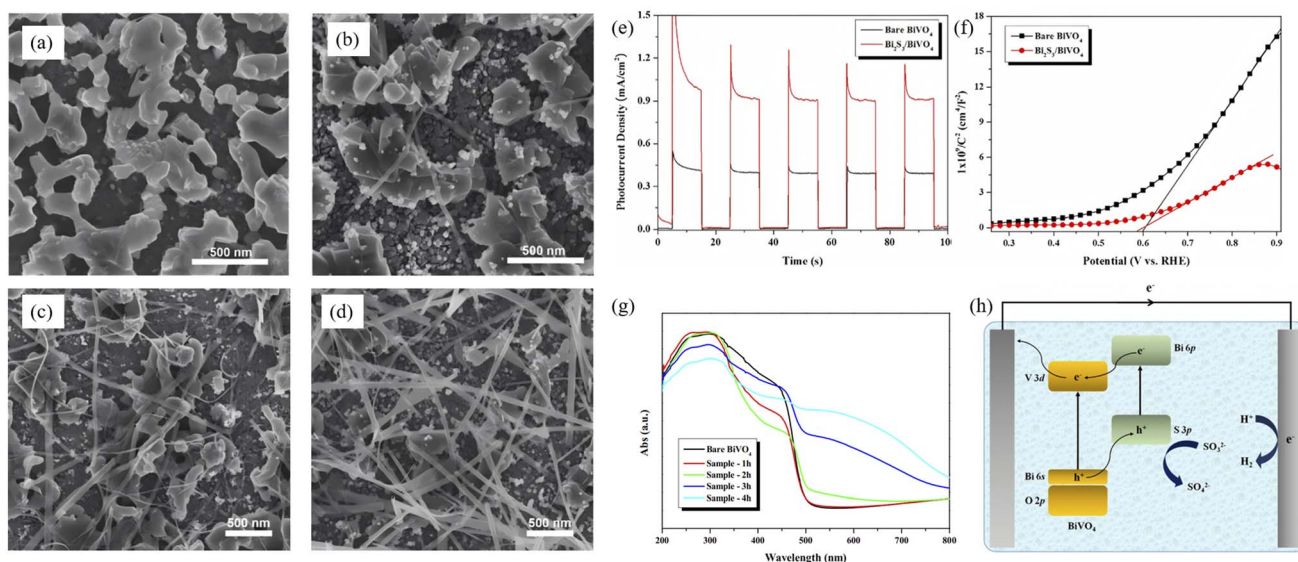 (a)
500 nm
(b)
500 nm
(c)
500 nm
(d)
500 nm
(e)
Photocurrent Density (mA/cm²)
1.5
1.2
0.9
0.6
0.3
0.0
0 20 40 60 80 100
Time (s)
Bare BiVO₄
Bi₂S₃/BiVO₄
(f)
1x10⁹/C⁻² (cm⁴/F²)
18
15
12
9
6
3
0
0.3 0.4 0.5 0.6 0.7 0.8 0.9
Potential (V vs. RHE)
Bare BiVO₄
Bi₂S₃/BiVO₄
(g)
Abs (a.u.)
Bare BiVO₄
Sample - 1h
Sample - 2h
Sample - 3h
Sample - 4h
200 300 400 500 600 700 800
Wavelength (nm)
(h)
e⁻
Bi 6p
e⁻
V 3d
e⁻
S 3p
h⁺
H⁺
SO₃²⁻
e⁻
H₂
Bi 6s
h⁺
SO₄²⁻
O 2p
BiVO₄